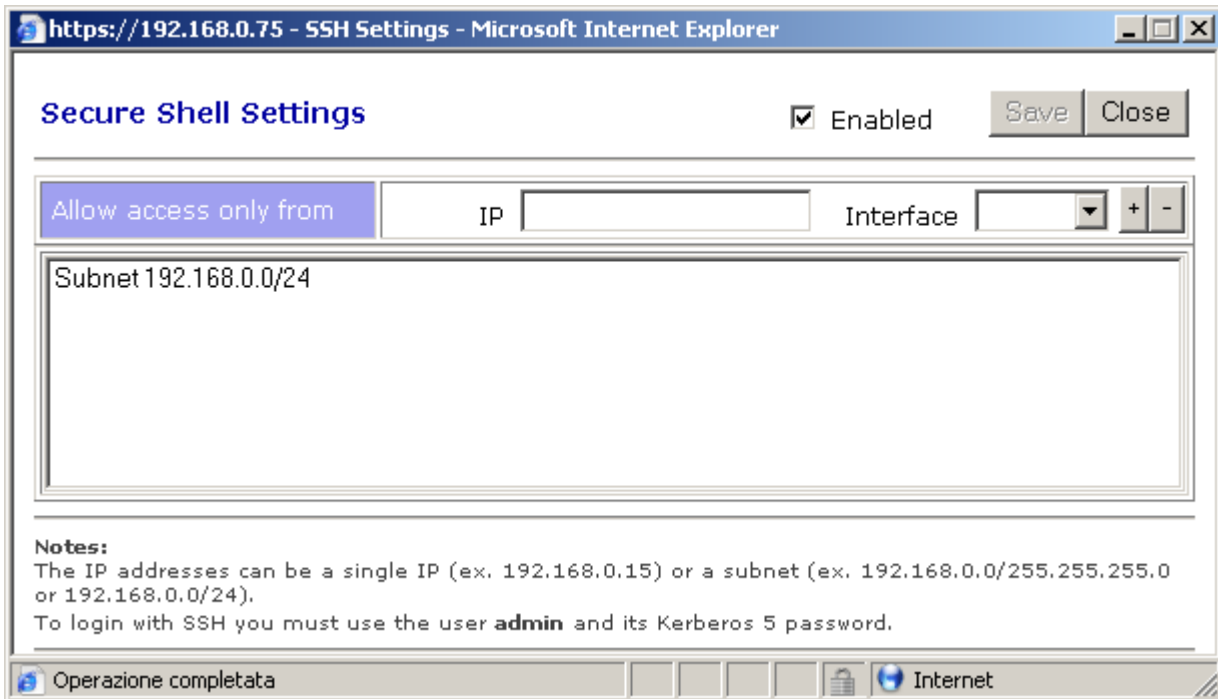 https://192.168.0.75 - SSH Settings - Microsoft Internet Explorer
Secure Shell Settings
Enabled
Save
Close
Allow access only from
IP
Interface
+
-
Subnet 192.168.0.0/24
Notes:
The IP addresses can be a single IP (ex. 192.168.0.15) or a subnet (ex. 192.168.0.0/255.255.255.0
or 192.168.0.0/24).
To login with SSH you must use the user admin and its Kerberos 5 password.
Operazione completata
Internet